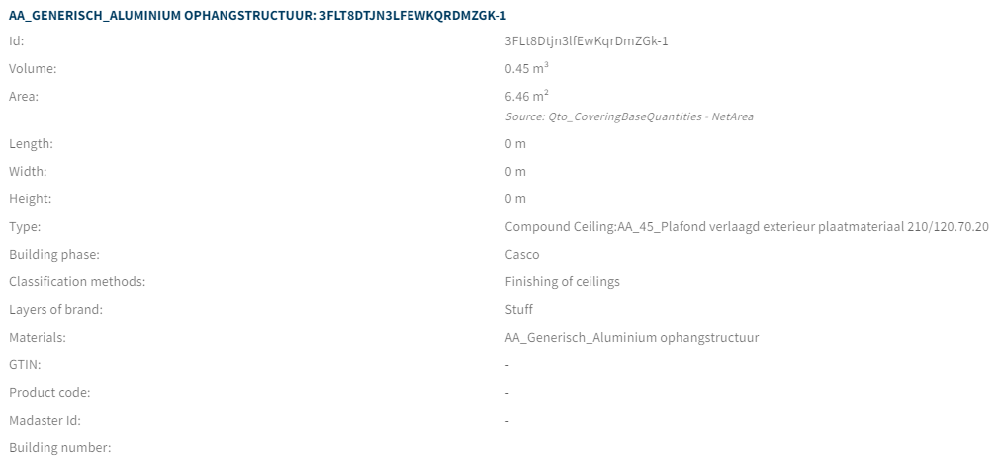 AA_GENERISCH_ALUMINIUM OPHANGSTRUCTUUR: 3FLT8DTJN3LFEWKQRDMZGK-1
Id: 3FLt8Dtjn3lfEwKqrDmZGk-1
Volume: 0.45 m³
Area: 6.46 m²
Source: Qto_CoveringBaseQuantities - NetArea
Length: 0 m
Width: 0 m
Height: 0 m
Type: Compound Ceiling:AA_45_Plafond verlaagd exterieur plaatmateriaal 210/120.70.20
Building phase: Casco
Classification methods: Finishing of ceilings
Layers of brand: Stuff
Materials: AA_Generisch_Aluminium ophangstructuur
GTIN: -
Product code: -
Madaster Id: -
Building number: